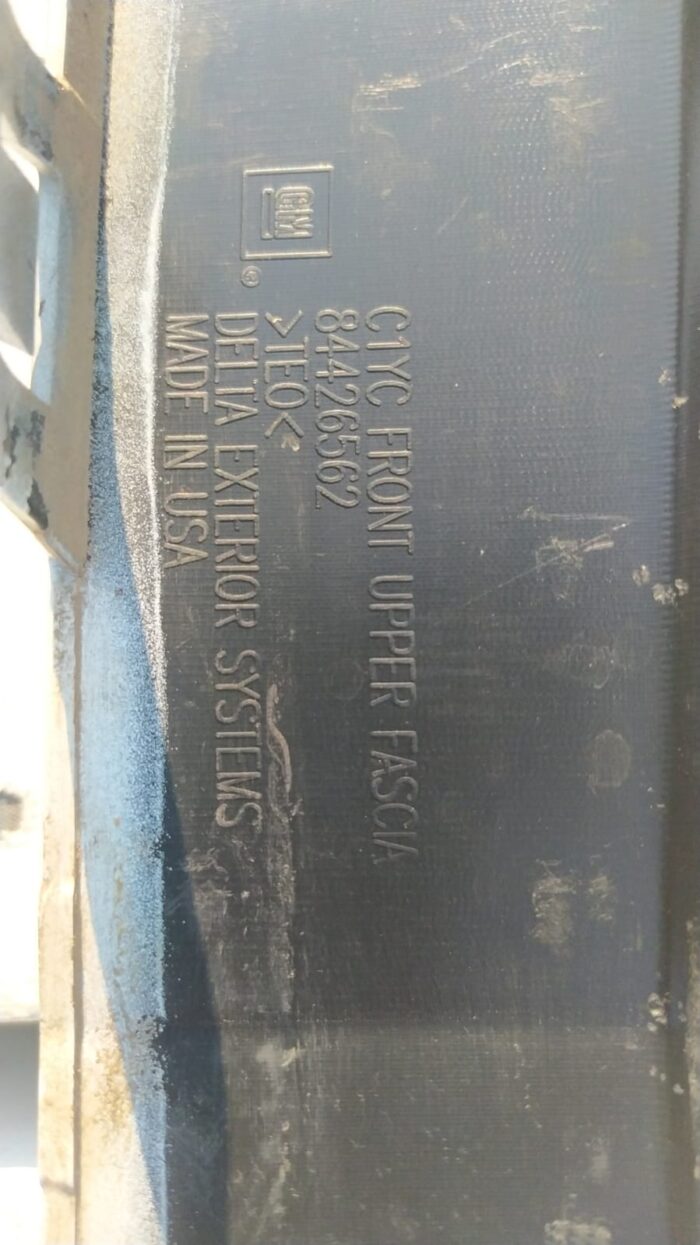 GM
®
C1YC FRONT UPPER FASCIA
84426562
>TEO<
DELTA EXTERIOR SYSTEMS
MADE IN USA